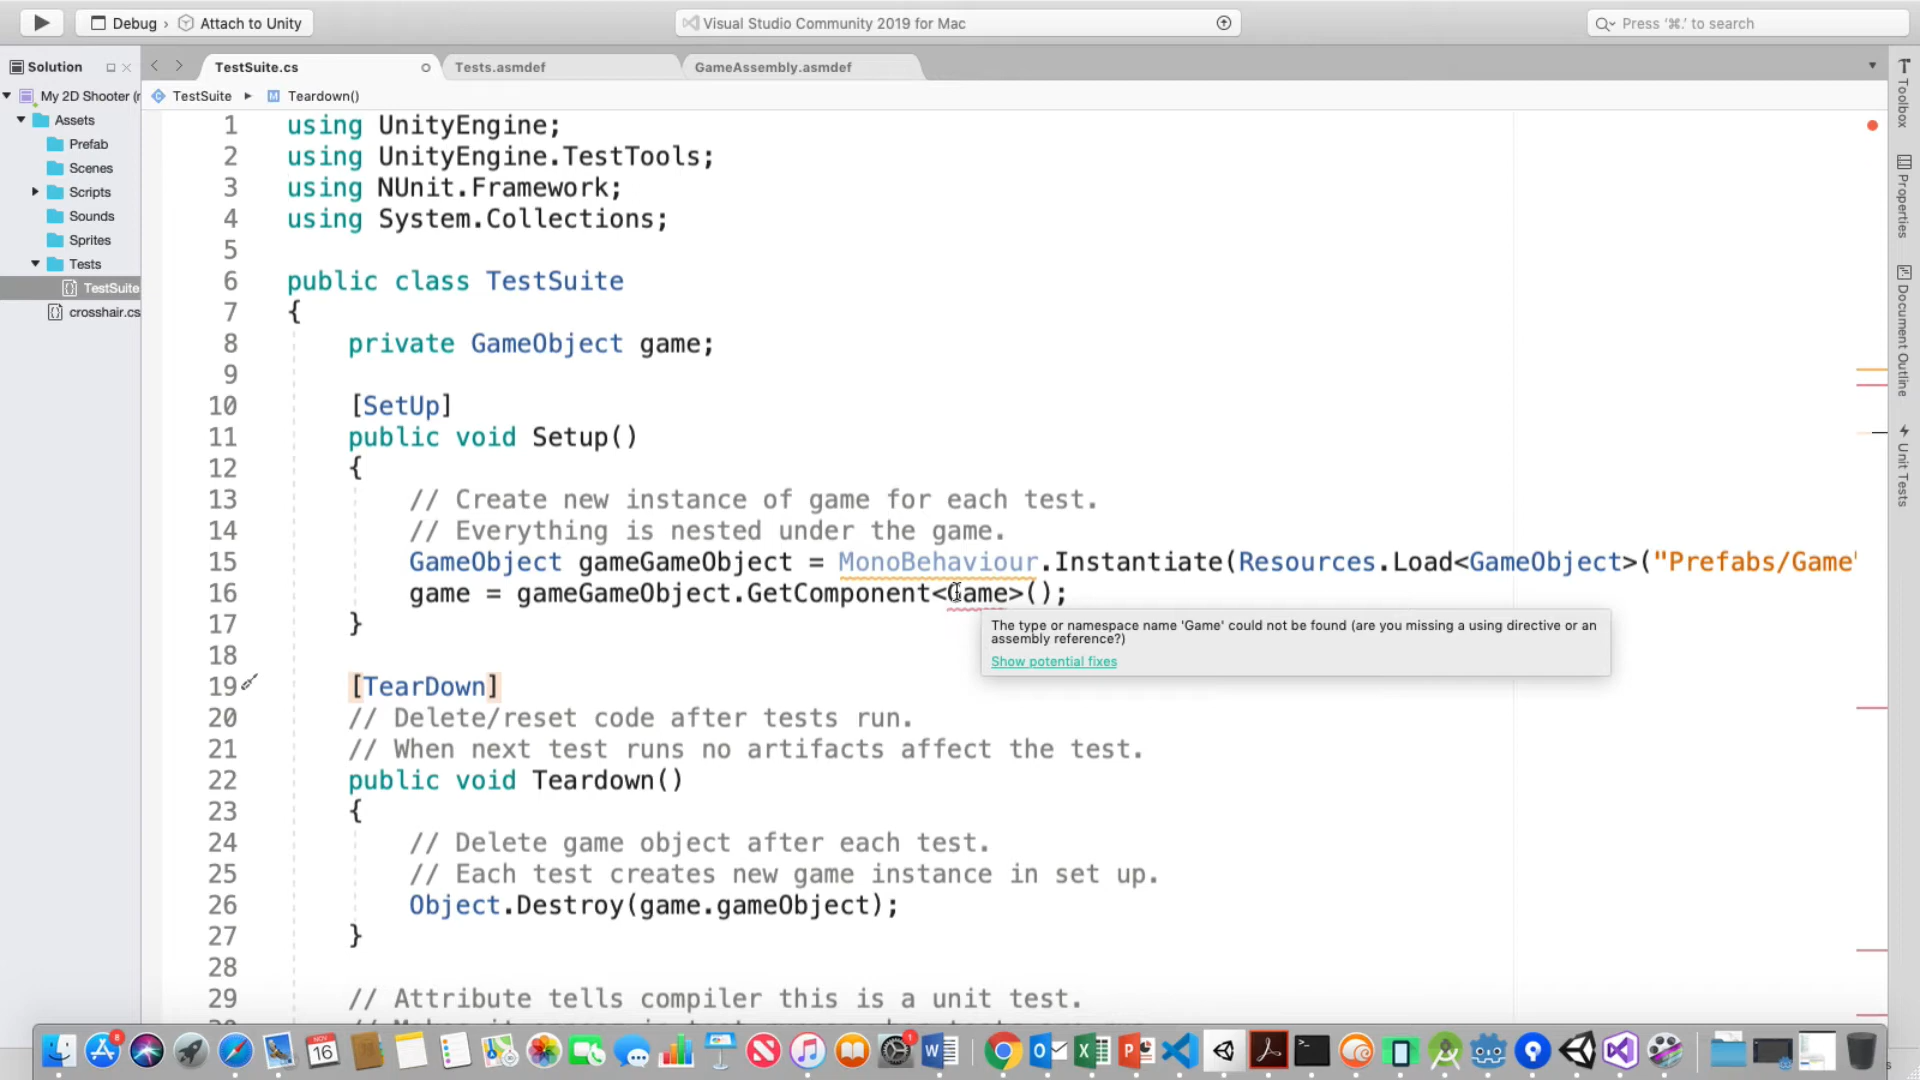 Debug › Attach to Unity
Visual Studio Community 2019 for Mac
Press '⌘.' to search
Solution
TestSuite.cs
Tests.asmdef
GameAssembly.asmdef
My 2D Shooter (
TestSuite ▸ Teardown()
Assets
Prefab
Scenes
Scripts
Sounds
Sprites
Tests
TestSuite
crosshair.cs
1 using UnityEngine;
2 using UnityEngine.TestTools;
3 using NUnit.Framework;
4 using System.Collections;
5
6 public class TestSuite
7 {
8 private GameObject game;
9
10 [SetUp]
11 public void Setup()
12 {
13 // Create new instance of game for each test.
14 // Everything is nested under the game.
15 GameObject gameGameObject = MonoBehaviour.Instantiate(Resources.Load<GameObject>("Prefabs/Game'
16 game = gameGameObject.GetComponent<Game>();
17 }
The type or namespace name 'Game' could not be found (are you missing a using directive or an
assembly reference?)
Show potential fixes
18
19 [TearDown]
20 // Delete/reset code after tests run.
21 // When next test runs no artifacts affect the test.
22 public void Teardown()
23 {
24 // Delete game object after each test.
25 // Each test creates new game instance in set up.
26 Object.Destroy(game.gameObject);
27 }
28
29 // Attribute tells compiler this is a unit test.
Toolbox
Properties
Document Outline
Unit Tests
8
NOV
16
1